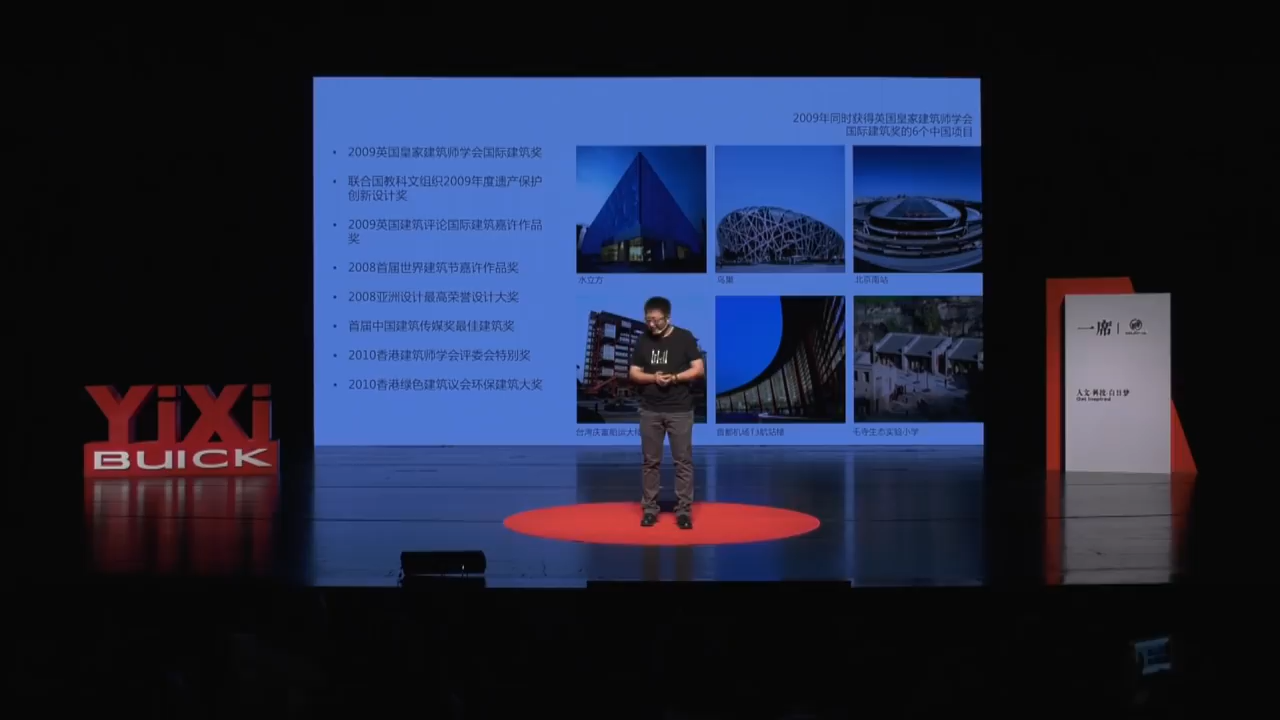 2009年同时获得英国皇家建筑师学会
国际建筑奖的6个中国项目
2009英国皇家建筑师学会国际建筑奖
联合国教科文组织2009年度遗产保护
创新设计奖
2009英国建筑评论国际建筑嘉许作品
奖
2008首届世界建筑节嘉许作品奖
2008亚洲设计最高荣誉设计大奖
首届中国建筑传媒奖最佳建筑奖
2010香港建筑师学会评委会特别奖
2010香港绿色建筑议会环保建筑大奖
水立方
鸟巢
北京南站
首都机场T3航站楼
毛寺生态实验小学
YiXi
BUICK
一席
人文·科技·白日梦